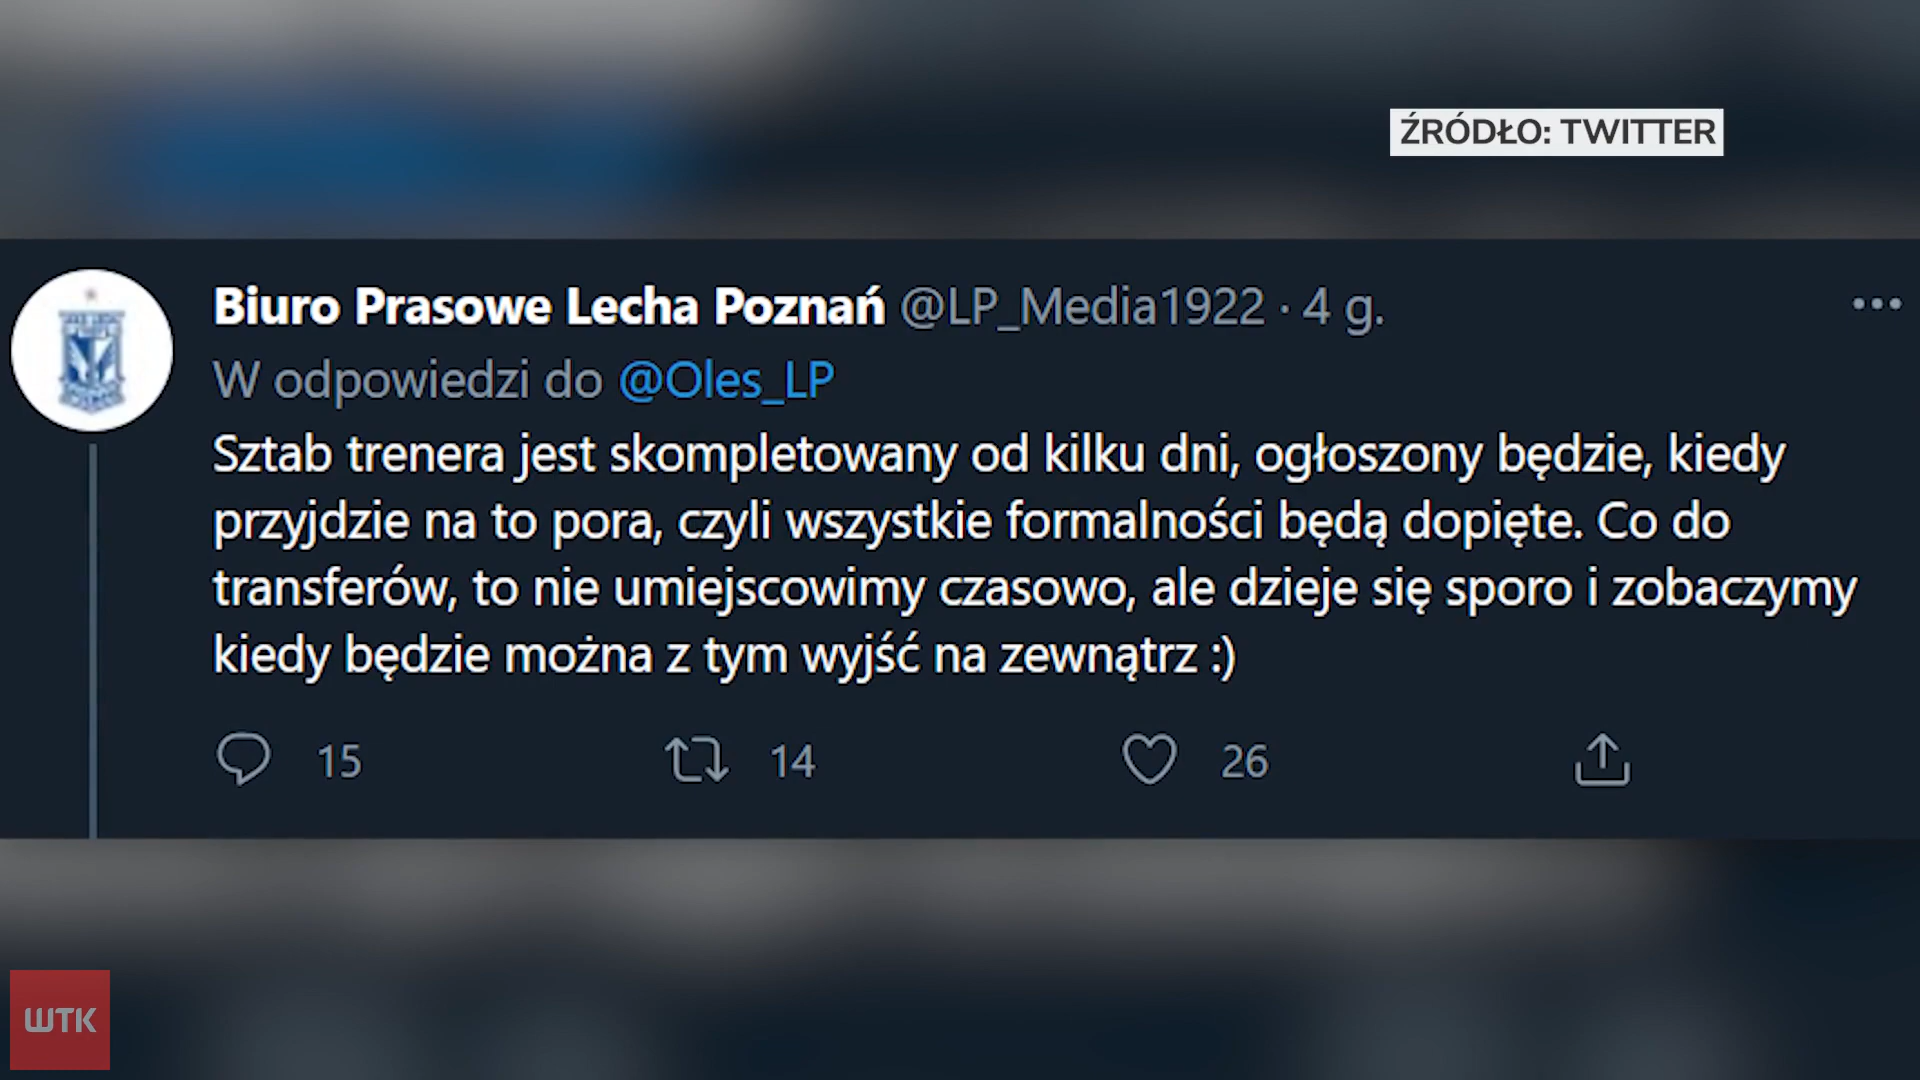 ŹRÓDŁO: TWITTER
Biuro Prasowe Lecha Poznań @LP_Media1922 · 4 g.
W odpowiedzi do @Oles_LP
Sztab trenera jest skompletowany od kilku dni, ogłoszony będzie, kiedy
przyjdzie na to pora, czyli wszystkie formalności będą dopięte. Co do
transferów, to nie umiejscowimy czasowo, ale dzieje się sporo i zobaczymy
kiedy będzie można z tym wyjść na zewnątrz :)
15 14 26
WTK